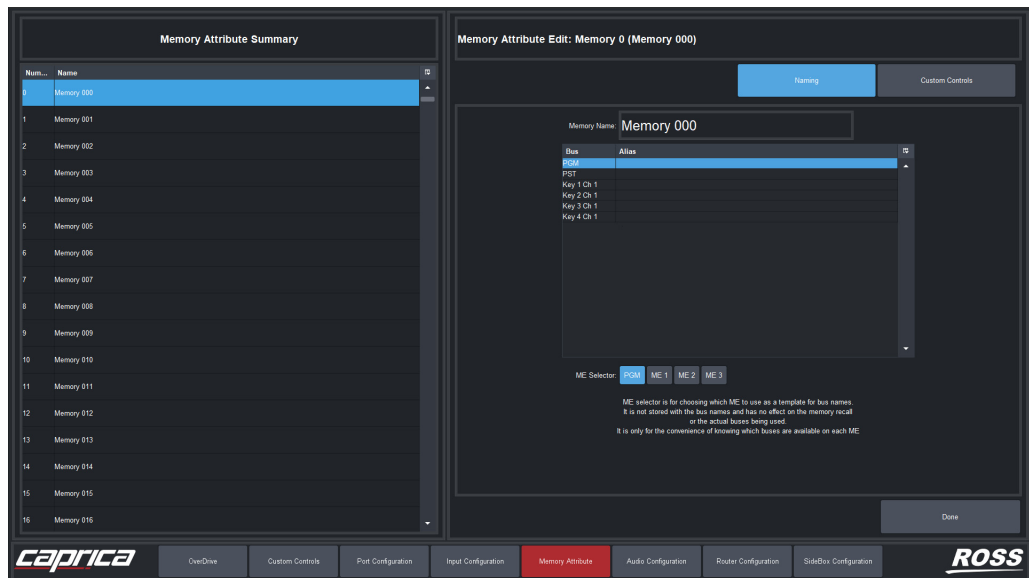 Memory Attribute Summary
Num... Name
0 Memory 000
1 Memory 001
2 Memory 002
3 Memory 003
4 Memory 004
5 Memory 005
6 Memory 006
7 Memory 007
8 Memory 008
9 Memory 009
10 Memory 010
11 Memory 011
12 Memory 012
13 Memory 013
14 Memory 014
15 Memory 015
16 Memory 016
Memory Attribute Edit: Memory 0 (Memory 000)
Naming
Custom Controls
Memory Name: Memory 000
Bus Alias
PGM
PST
Key 1 Ch 1
Key 2 Ch 1
Key 3 Ch 1
Key 4 Ch 1
ME Selector: PGM ME 1 ME 2 ME 3
ME selector is for choosing which ME to use as a template for bus names.
It is not stored with the bus names and has no effect on the memory recall
or the actual buses being used.
It is only for the convenience of knowing which buses are available on each ME
Done
caprica OverDrive Custom Controls Port Configuration Input Configuration Memory Attribute Audio Configuration Router Configuration SideBox Configuration ROSS